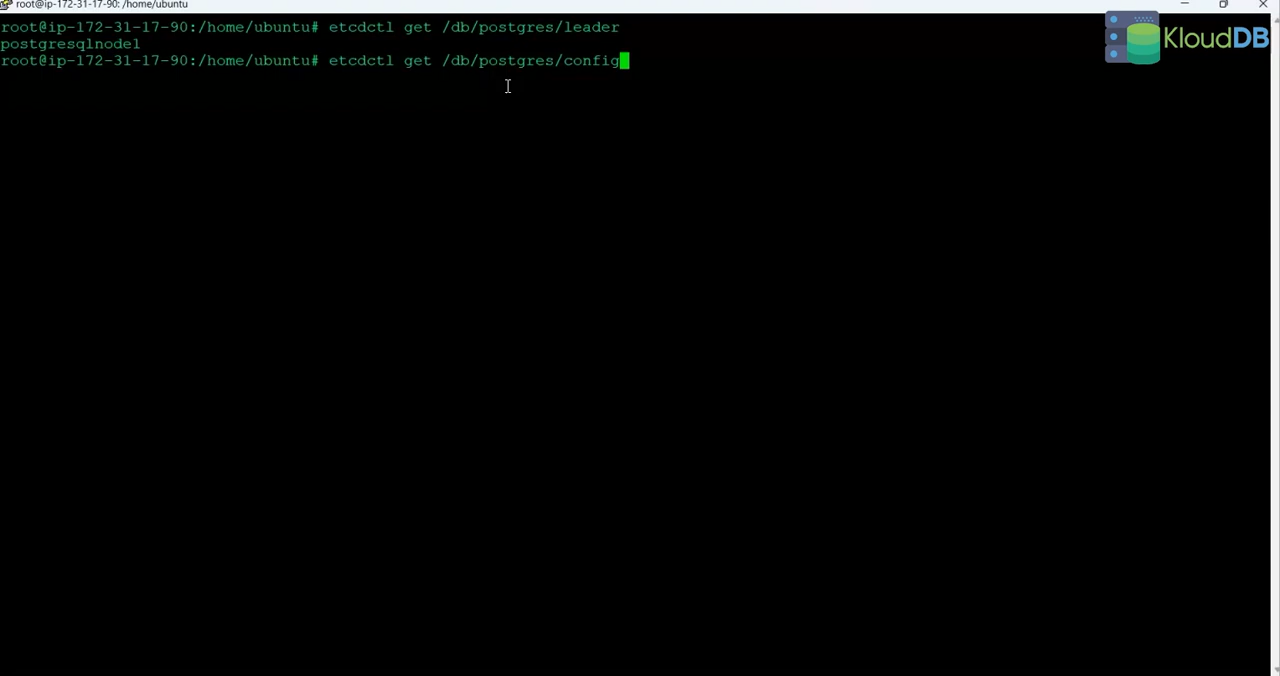 root@ip-172-31-17-90: /home/ubuntu
root@ip-172-31-17-90:/home/ubuntu# etcdctl get /db/postgres/leader
postgresqlnode1
root@ip-172-31-17-90:/home/ubuntu# etcdctl get /db/postgres/config
KloudDB